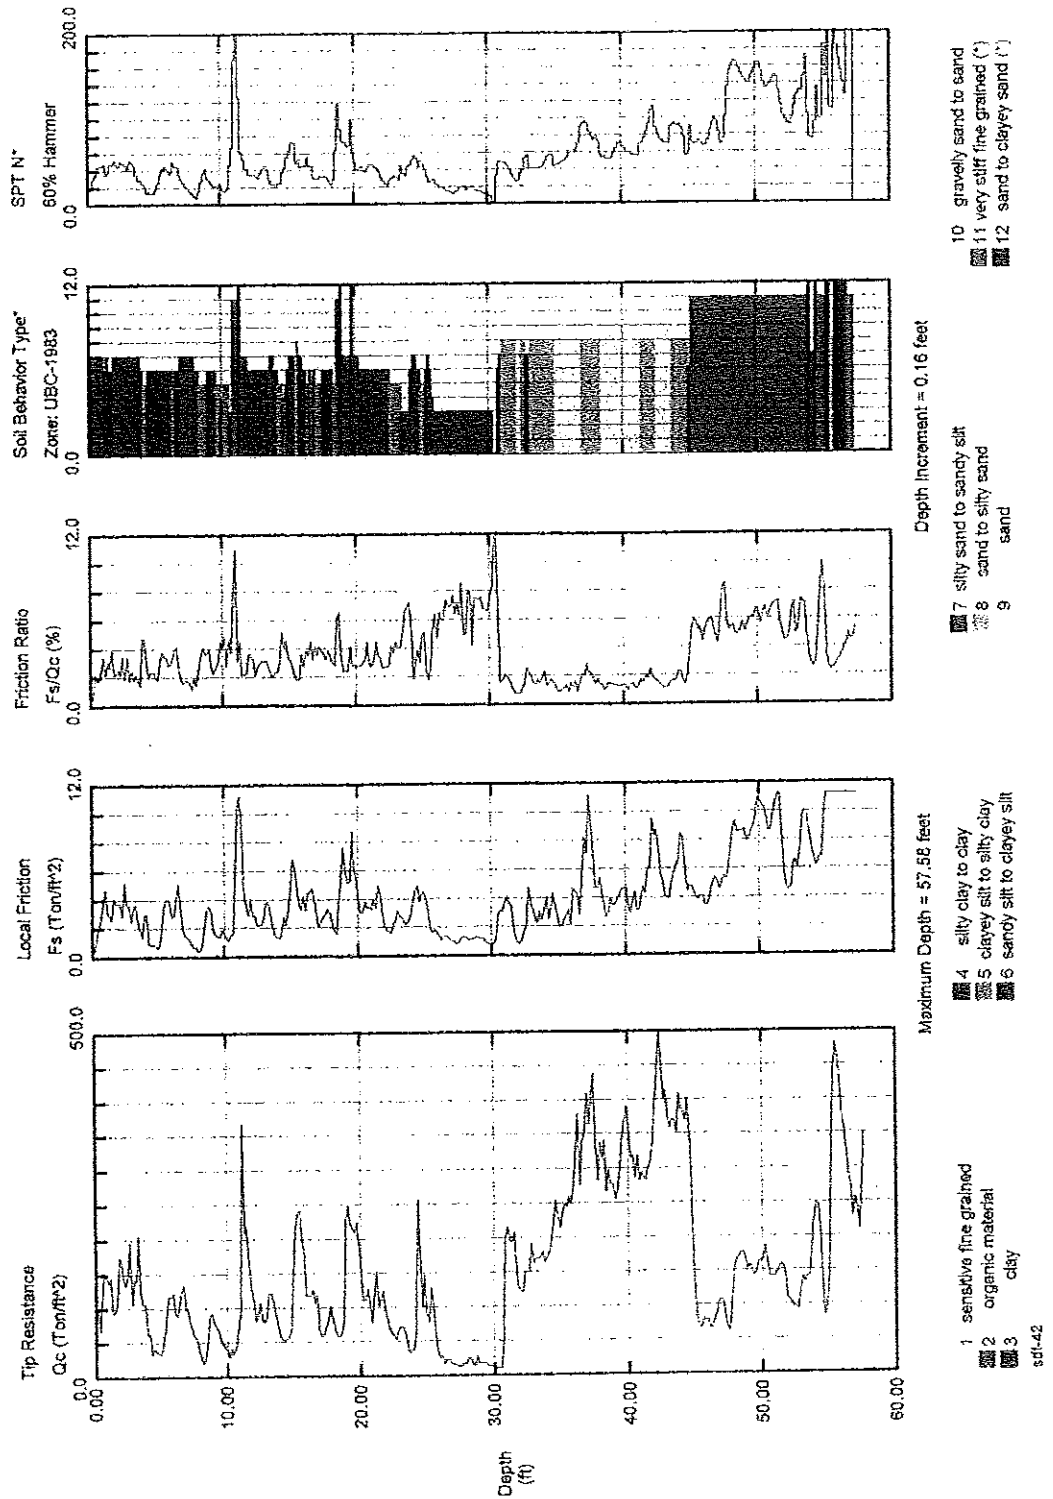 Tip Resistance
Qc (Ton/ft^2)
0.0
500.0
Local Friction
Fs (Ton/ft^2)
0.0
12.0
Friction Ratio
Fs/Qc (%)
0.0
12.0
Soil Behavior Type*
Zone: UBC-1983
0.0
12.0
SPT N*
60% Hammer
0.0
200.0
0.00
10.00
20.00
30.00
40.00
50.00
60.00
Depth
(ft)
Maximum Depth = 57.58 feet
Depth Increment = 0.16 feet
1 sensitive fine grained
2 organic material
3 clay
4 silty clay to clay
5 clayey silt to silty clay
6 sandy silt to clayey silt
7 silty sand to sandy silt
8 sand to silty sand
9 sand
10 gravelly sand to sand
11 very stiff fine grained (*)
12 sand to clayey sand (*)
sdt-42